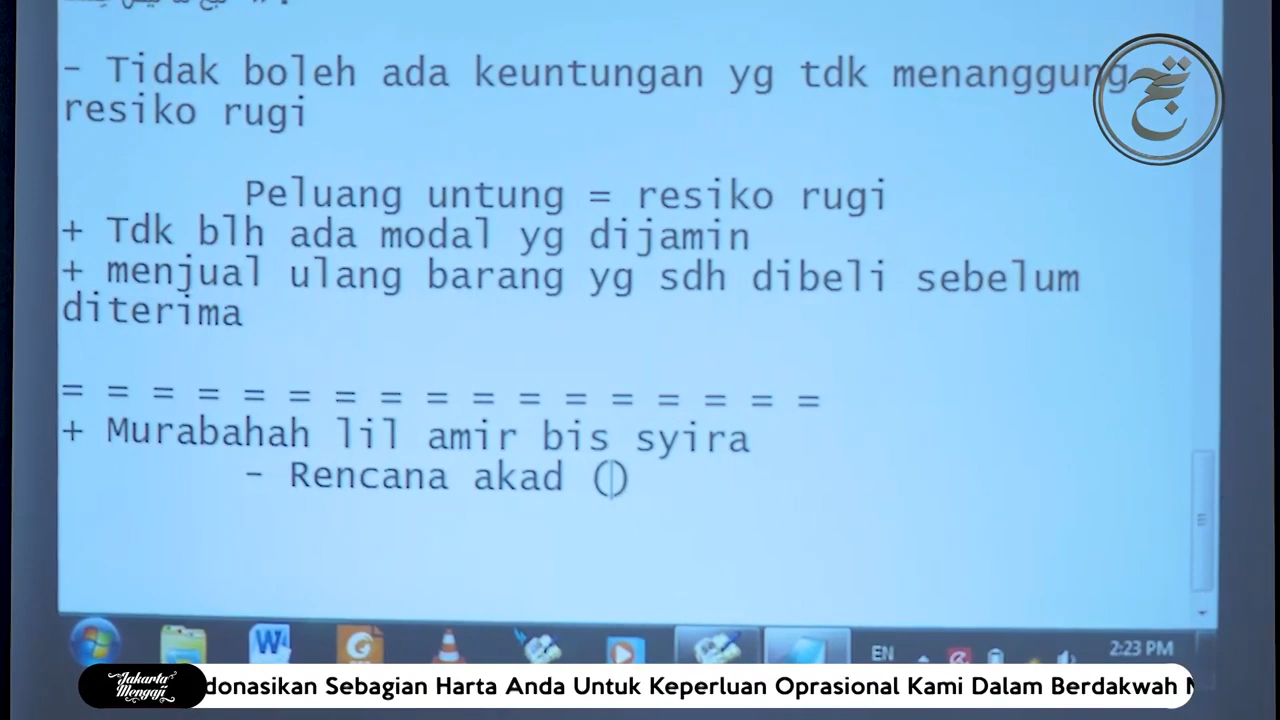 - Tidak boleh ada keuntungan yg tdk menanggung
resiko rugi
Peluang untung = resiko rugi
+ Tdk blh ada modal yg dijamin
+ menjual ulang barang yg sdh dibeli sebelum
diterima
= = = = = = = = = = = = = = = = =
+ Murabahah lil amir bis syira
- Rencana akad ()
EN
2:23 PM
Jakarta
Mengaji
donasikan Sebagian Harta Anda Untuk Keperluan Oprasional Kami Dalam Berdakwah